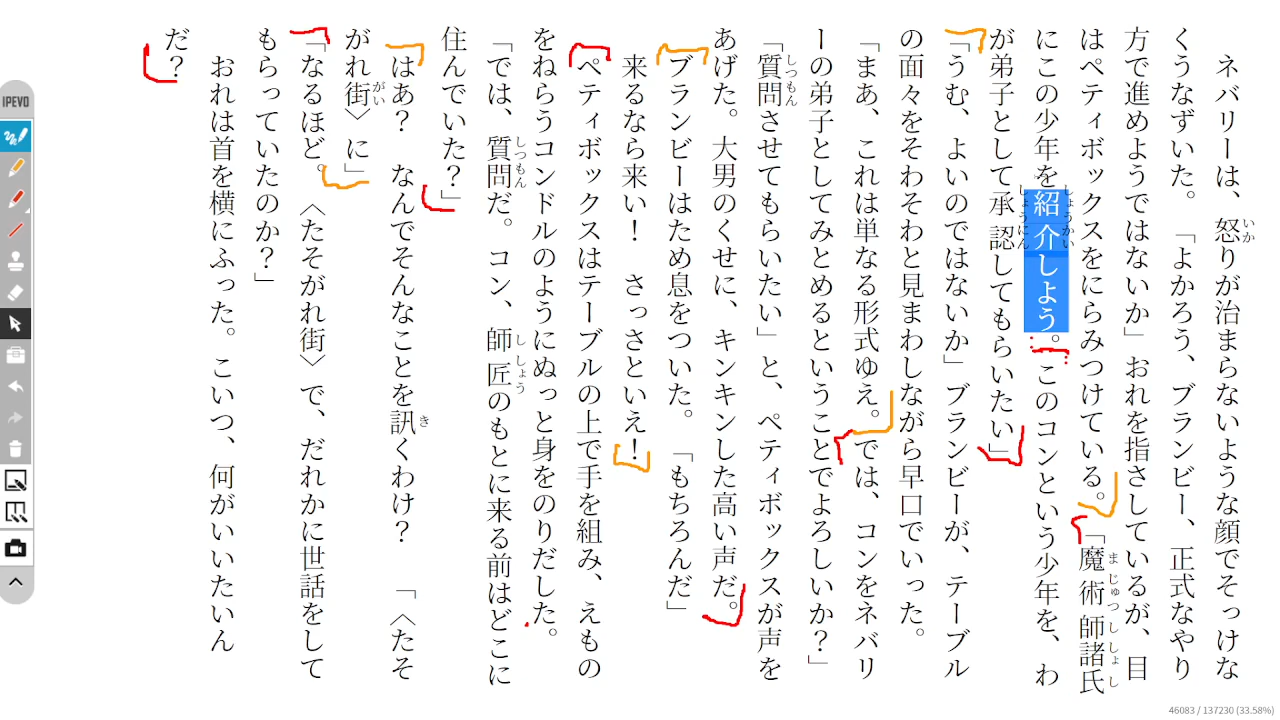 ネバリーは、怒りが治まらないような顔でそっけな
くうなずいた。「よかろう、ブランビー、正式なやり
方で進めようではないか」おれを指さしているが、目
はペティボックスをにらみつけている。「魔術師諸氏
にこの少年を紹介しよう。このコンという少年を、わ
が弟子として承認してもらいたい」
「うむ、よいのではないか」ブランビーが、テーブル
の面々をそわそわと見まわしながら早口でいった。
「まあ、これは単なる形式ゆえ。では、コンをネバリ
ーの弟子としてみとめるということでよろしいか？」
「質問させてもらいたい」と、ペティボックスが声を
あげた。大男のくせに、キンキンした高い声だ。
ブランビーはため息をついた。「もちろんだ」
来るなら来い！　さっさといえ！
ペティボックスはテーブルの上で手を組み、えもの
をねらうコンドルのようにぬっと身をのりだした。
「では、質問だ。コン、師匠のもとに来る前はどこに
住んでいた？」
「はあ？　なんでそんなことを訊くわけ？　「〈たそ
がれ街〉に」
「なるほど。〈たそがれ街〉で、だれかに世話をして
もらっていたのか？」
おれは首を横にふった。こいつ、何がいいたいん
だ？
IPEVO
46083 / 137230 (33.58%)